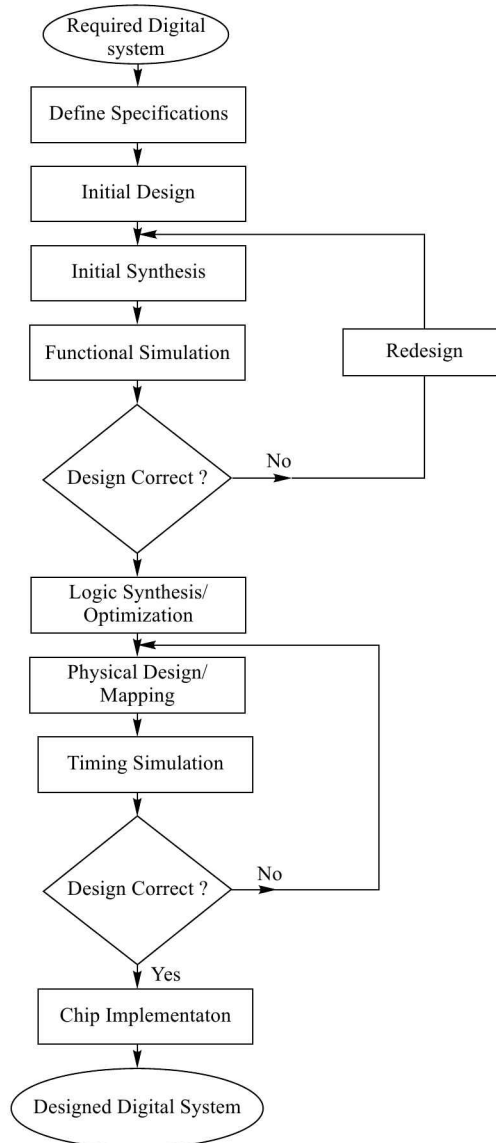 Required Digital
system
Define Specifications
Initial Design
Initial Synthesis
Functional Simulation
Redesign
Design Correct ?
No
Logic Synthesis/
Optimization
Physical Design/
Mapping
Timing Simulation
Design Correct ?
No
Yes
Chip Implementaton
Designed Digital System